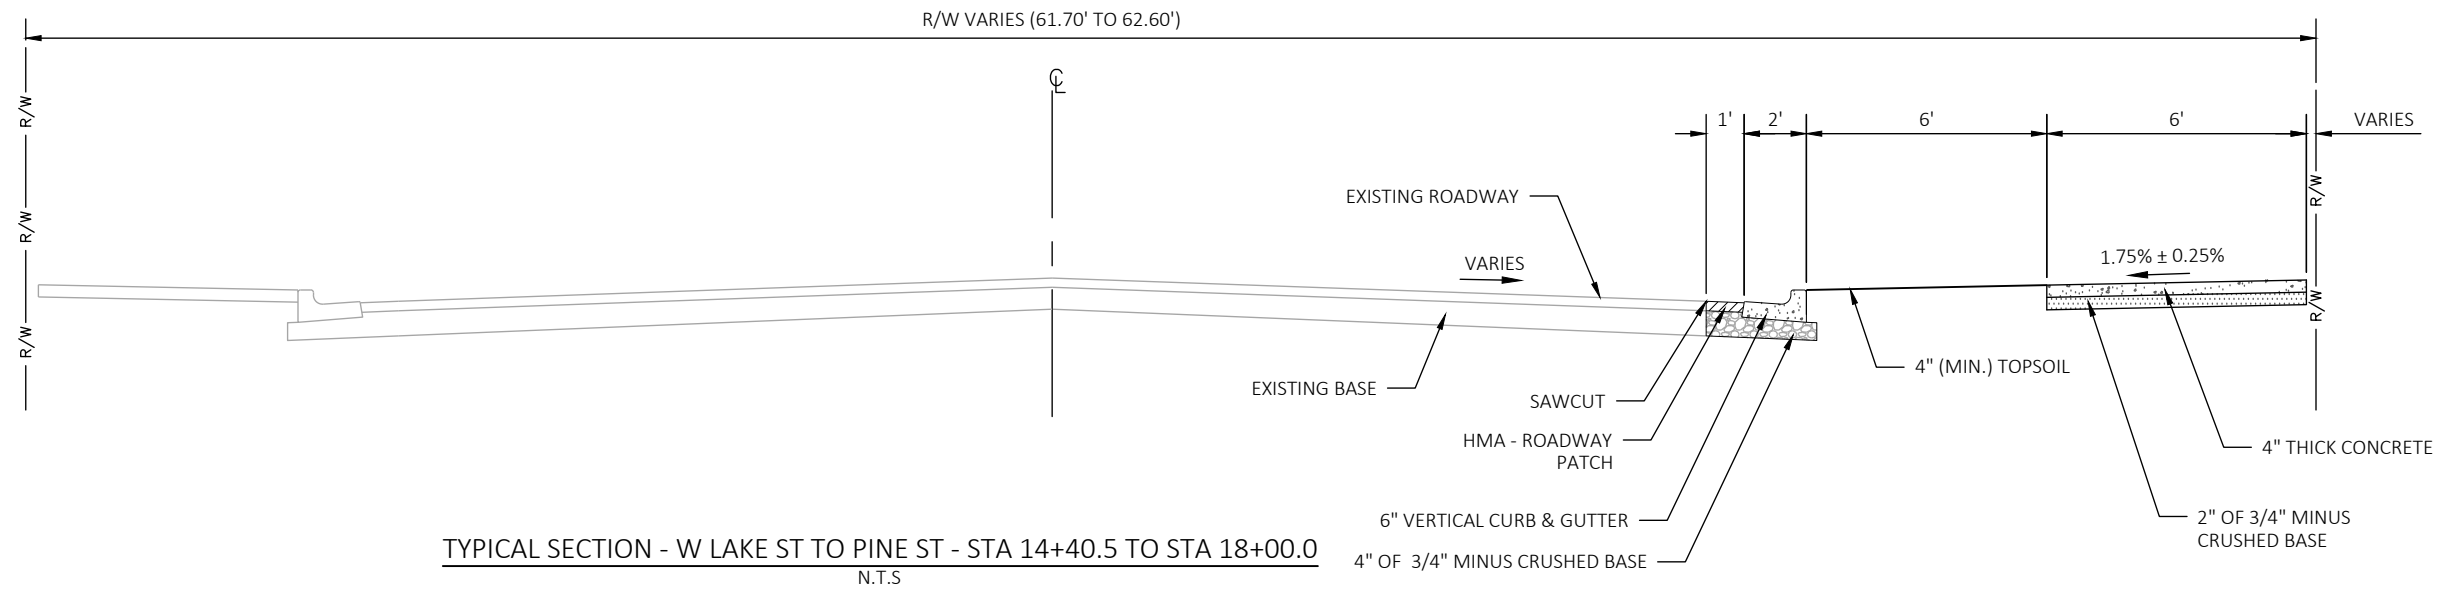 R/W VARIES (61.70' TO 62.60')
℄
1'
2'
6'
6'
VARIES
R/W
R/W
R/W
R/W
R/W
EXISTING ROADWAY
VARIES
1.75% ± 0.25%
EXISTING BASE
SAWCUT
HMA - ROADWAY
PATCH
6" VERTICAL CURB & GUTTER
4" OF 3/4" MINUS CRUSHED BASE
4" (MIN.) TOPSOIL
4" THICK CONCRETE
2" OF 3/4" MINUS
CRUSHED BASE
TYPICAL SECTION - W LAKE ST TO PINE ST - STA 14+40.5 TO STA 18+00.0
N.T.S